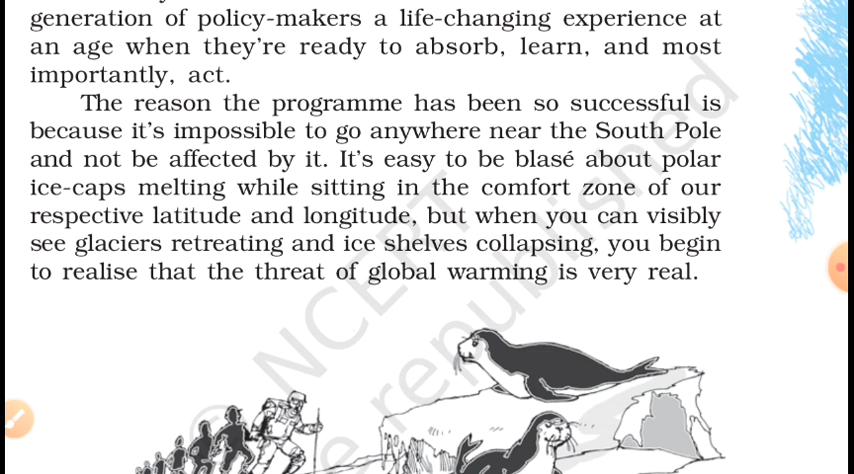 generation of policy-makers a life-changing experience at
an age when they're ready to absorb, learn, and most
importantly, act.
The reason the programme has been so successful is
because it's impossible to go anywhere near the South Pole
and not be affected by it. It's easy to be blasé about polar
ice-caps melting while sitting in the comfort zone of our
respective latitude and longitude, but when you can visibly
see glaciers retreating and ice shelves collapsing, you begin
to realise that the threat of global warming is very real.
© NCERT
be republished